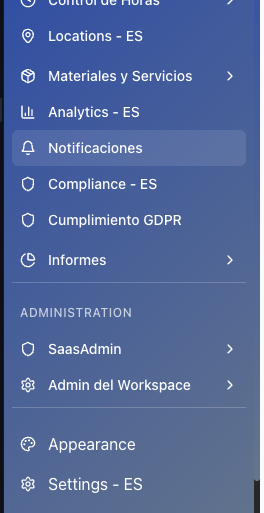 Control de Horas
Locations - ES
Materiales y Servicios
Analytics - ES
Notificaciones
Compliance - ES
Cumplimiento GDPR
Informes
ADMINISTRATION
SaasAdmin
Admin del Workspace
Appearance
Settings - ES